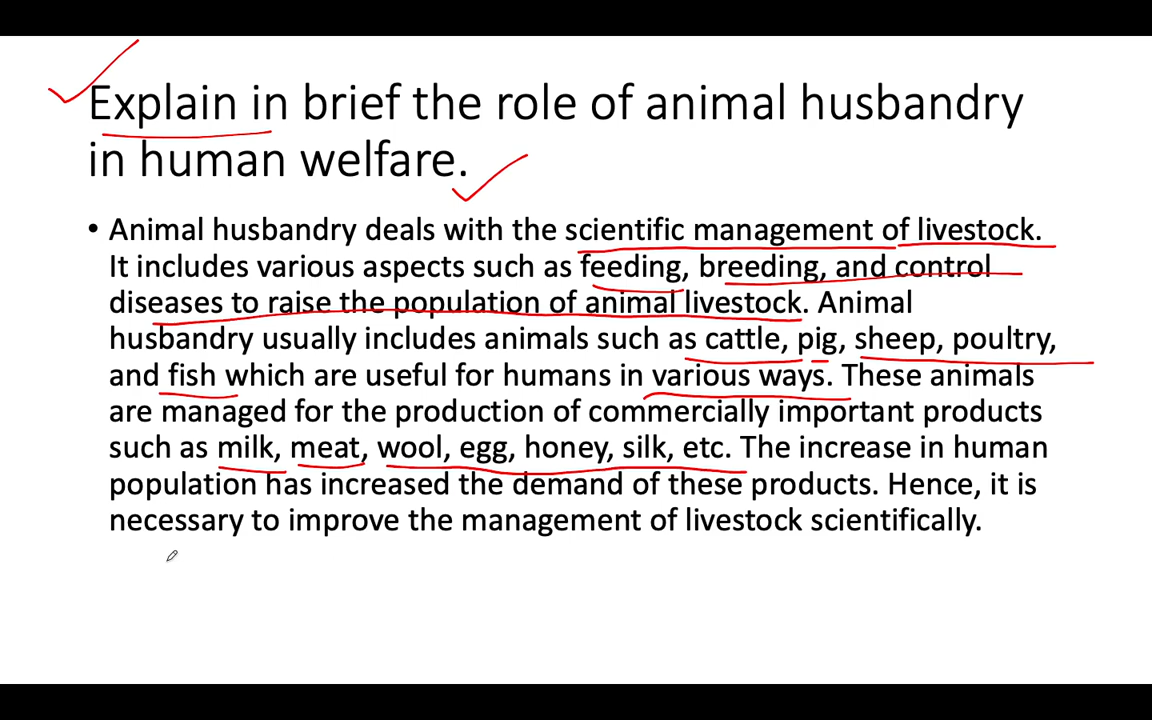 Explain in brief the role of animal husbandry
in human welfare.
• Animal husbandry deals with the scientific management of livestock.
It includes various aspects such as feeding, breeding, and control
diseases to raise the population of animal livestock. Animal
husbandry usually includes animals such as cattle, pig, sheep, poultry,
and fish which are useful for humans in various ways. These animals
are managed for the production of commercially important products
such as milk, meat, wool, egg, honey, silk, etc. The increase in human
population has increased the demand of these products. Hence, it is
necessary to improve the management of livestock scientifically.